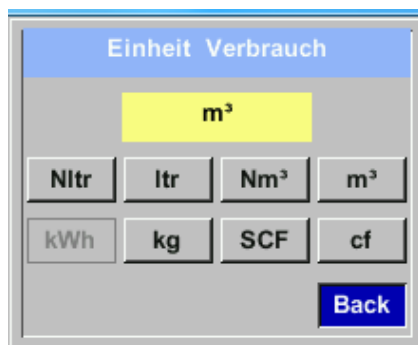 Einheit Verbrauch
m³
Nltr ltr Nm³ m³
kWh kg SCF cf
Back